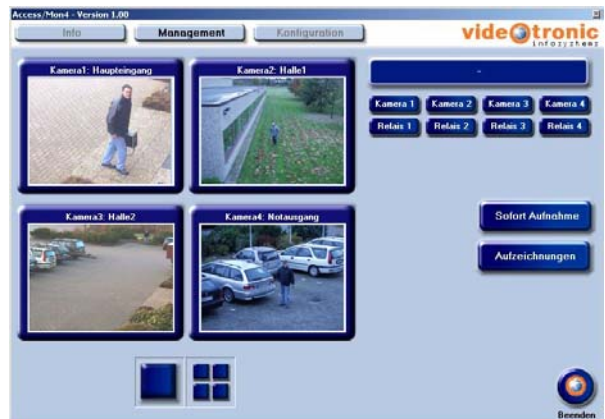 Access/Mon4 - Version 1.00
Info
Management
Konfiguration
videotronic
infosystems
Kamera1: Haupteingang
Kamera2: Halle1
-
Kamera 1
Kamera 2
Kamera 3
Kamera 4
Relais 1
Relais 2
Relais 3
Relais 4
Kamera3: Halle2
Kamera4: Notausgang
Sofort Aufnahme
Aufzeichnungen
Beenden